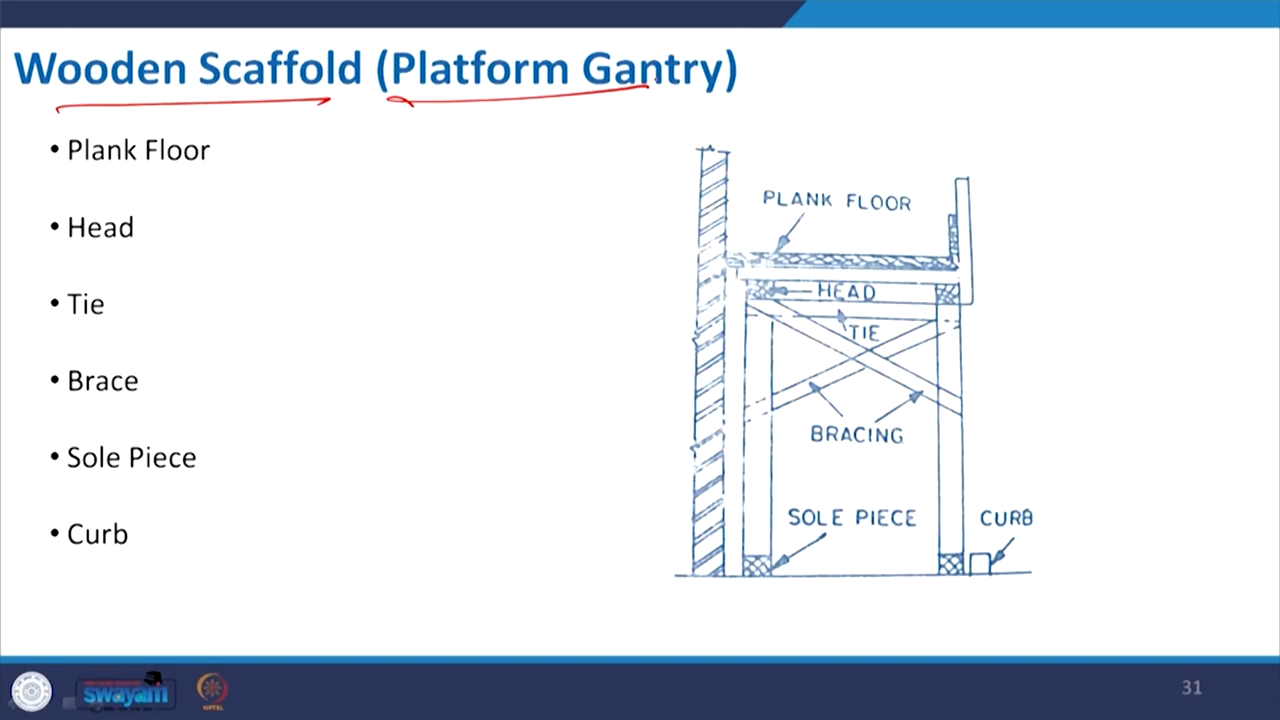 Wooden Scaffold (Platform Gantry)
• Plank Floor
• Head
• Tie
• Brace
• Sole Piece
• Curb
PLANK FLOOR
HEAD
TIE
BRACING
SOLE PIECE
CURB
swayam
NPTEL
31